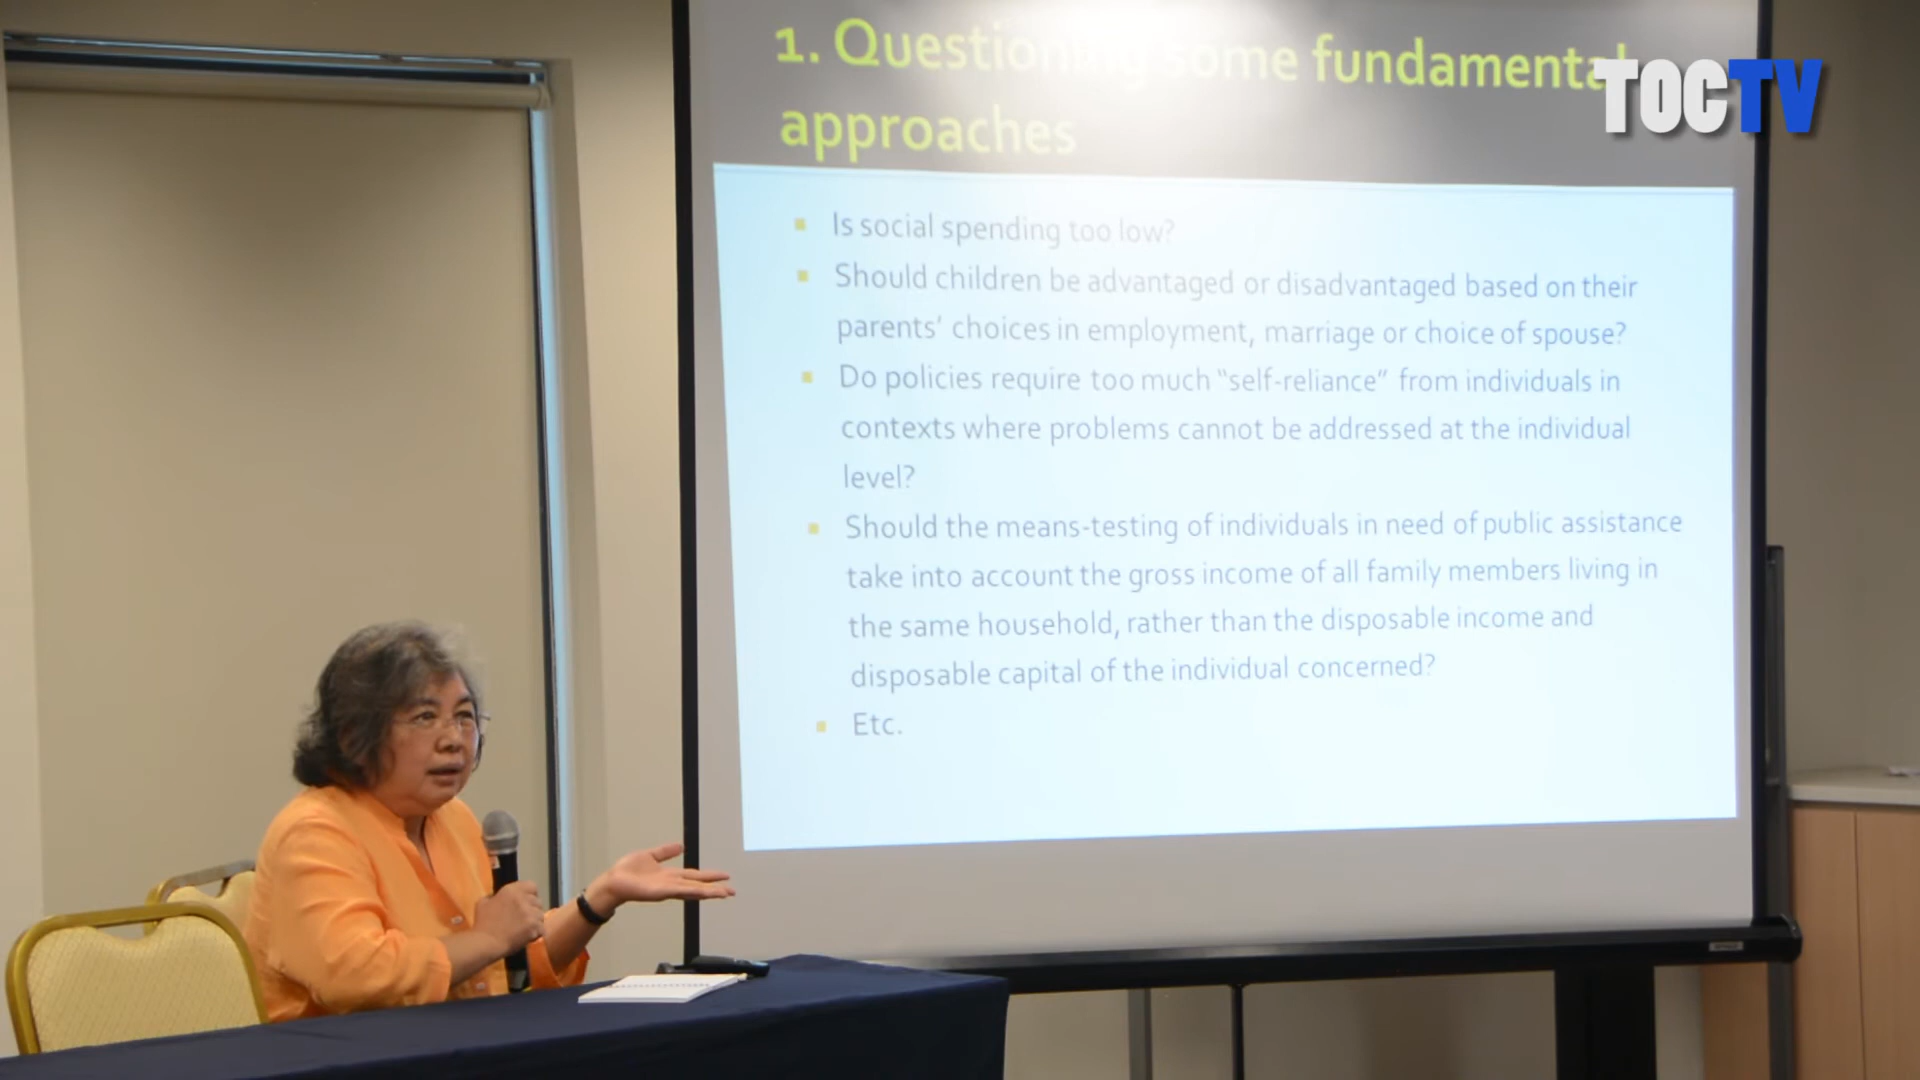 1. Questioning some fundamental
approaches
TOCTV
Is social spending too low?
Should children be advantaged or disadvantaged based on their
parents' choices in employment, marriage or choice of spouse?
Do policies require too much "self-reliance" from individuals in
contexts where problems cannot be addressed at the individual
level?
Should the means-testing of individuals in need of public assistance
take into account the gross income of all family members living in
the same household, rather than the disposable income and
disposable capital of the individual concerned?
Etc.